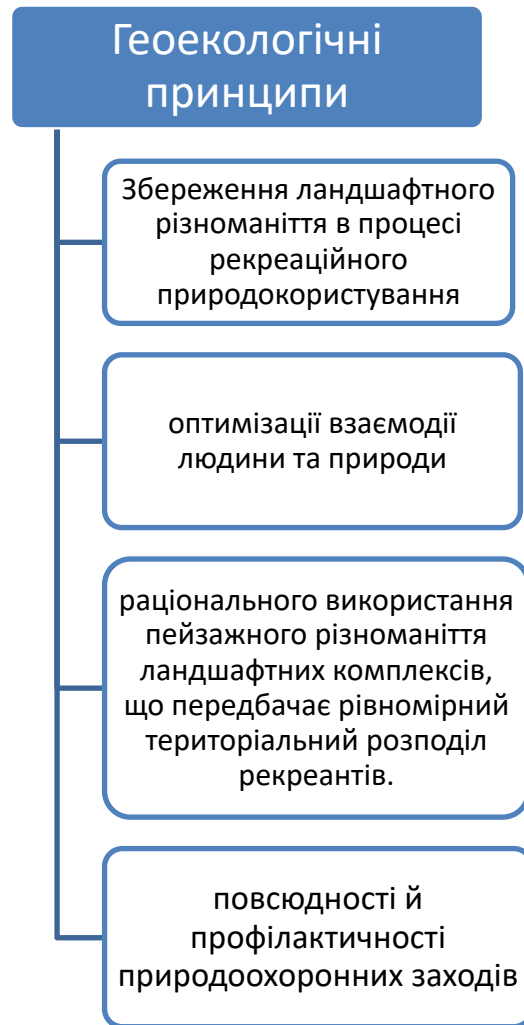 Геоекологічні
принципи
Збереження ландшафтного
різноманіття в процесі
рекреаційного
природокористування
оптимізації взаємодії
людини та природи
раціонального використання
пейзажного різноманіття
ландшафтних комплексів,
що передбачає рівномірний
територіальний розподіл
рекреантів.
повсюдності й
профілактичності
природоохоронних заходів